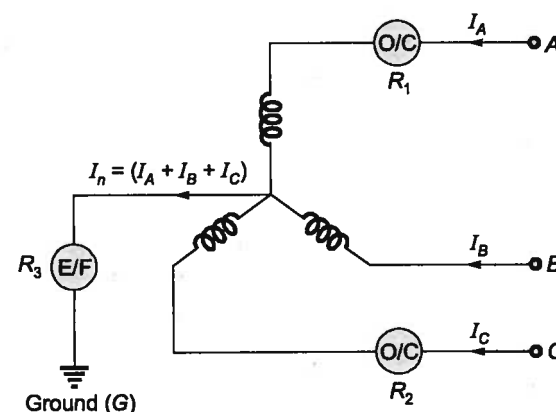 I_A
O/C
A
R_1
I_n = (I_A + I_B + I_C)
I_B
R_3
E/F
B
I_C
O/C
C
R_2
Ground (G)